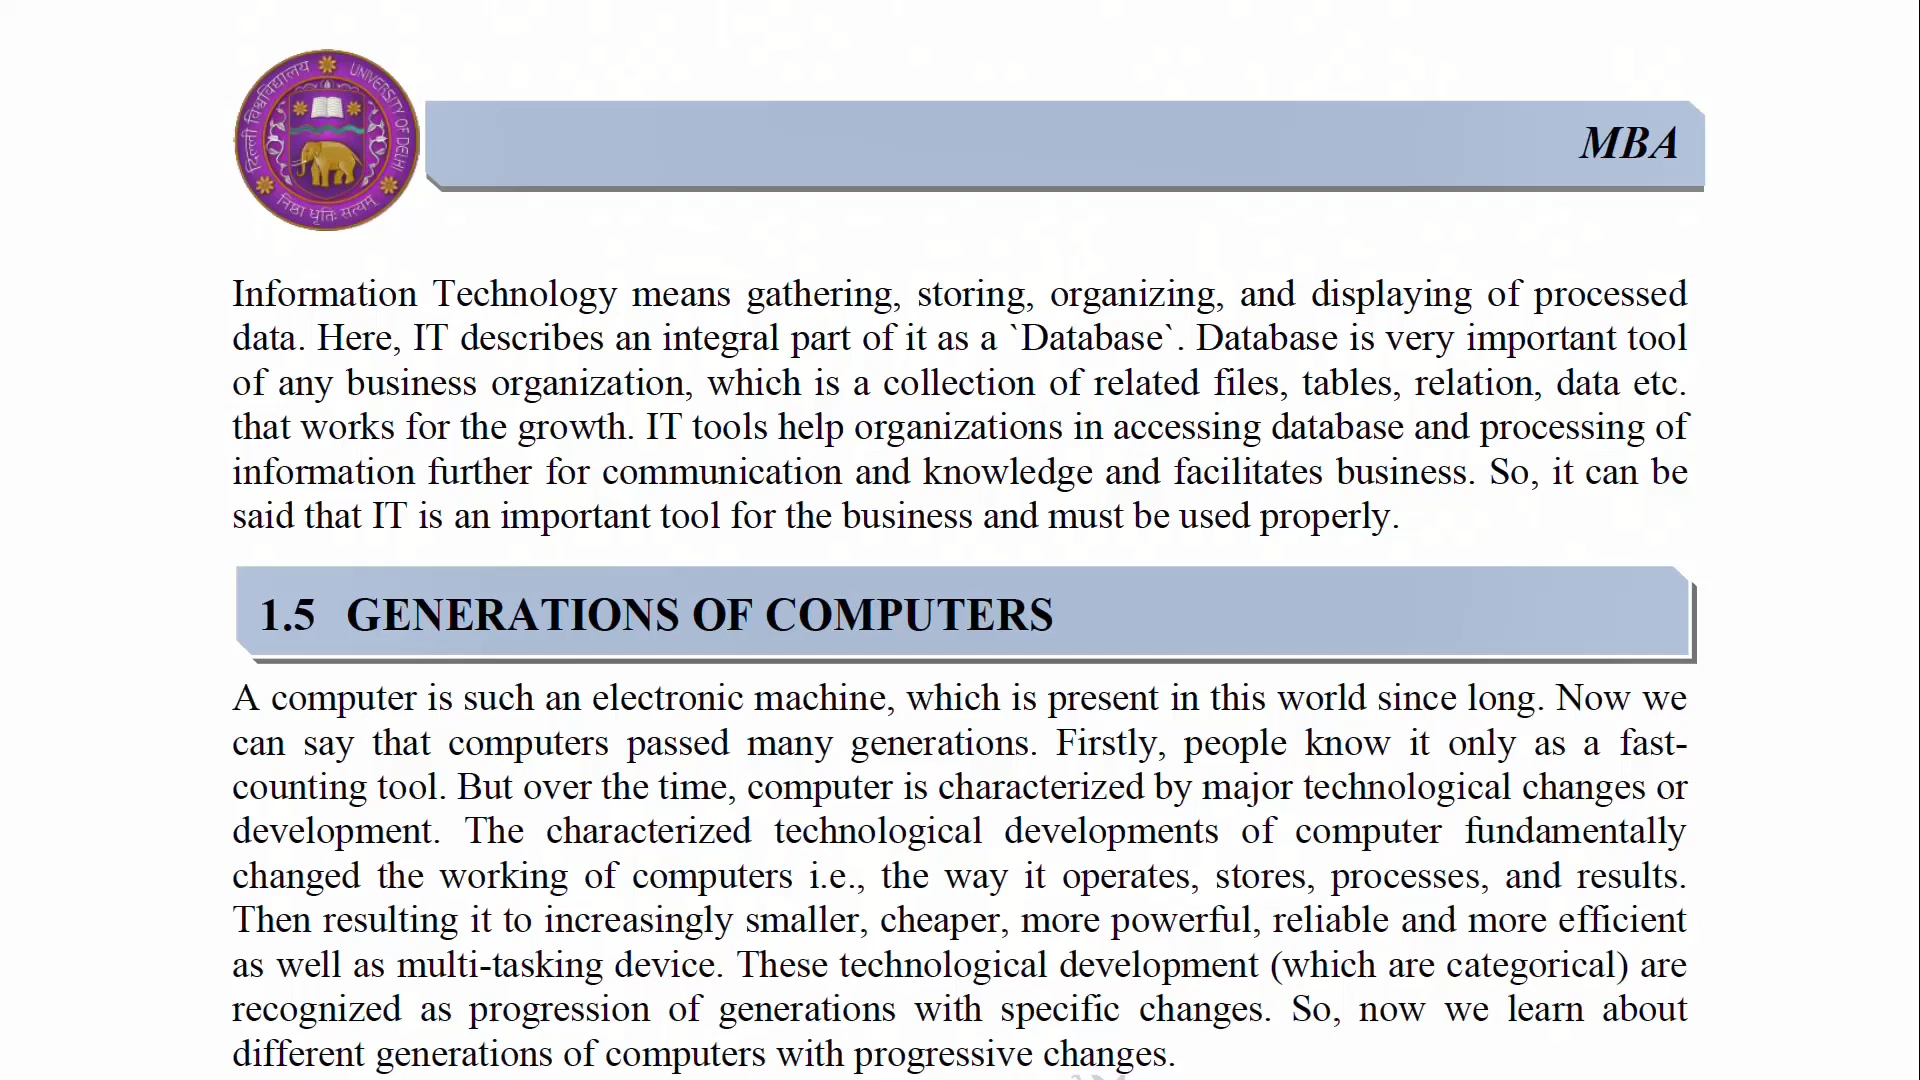 दिल्ली विश्वविद्यालय
UNIVERSITY OF DELHI
निष्ठा धृतिः सत्यम्
MBA
Information Technology means gathering, storing, organizing, and displaying of processed
data. Here, IT describes an integral part of it as a `Database`. Database is very important tool
of any business organization, which is a collection of related files, tables, relation, data etc.
that works for the growth. IT tools help organizations in accessing database and processing of
information further for communication and knowledge and facilitates business. So, it can be
said that IT is an important tool for the business and must be used properly.
1.5 GENERATIONS OF COMPUTERS
A computer is such an electronic machine, which is present in this world since long. Now we
can say that computers passed many generations. Firstly, people know it only as a fast-
counting tool. But over the time, computer is characterized by major technological changes or
development. The characterized technological developments of computer fundamentally
changed the working of computers i.e., the way it operates, stores, processes, and results.
Then resulting it to increasingly smaller, cheaper, more powerful, reliable and more efficient
as well as multi-tasking device. These technological development (which are categorical) are
recognized as progression of generations with specific changes. So, now we learn about
different generations of computers with progressive changes.